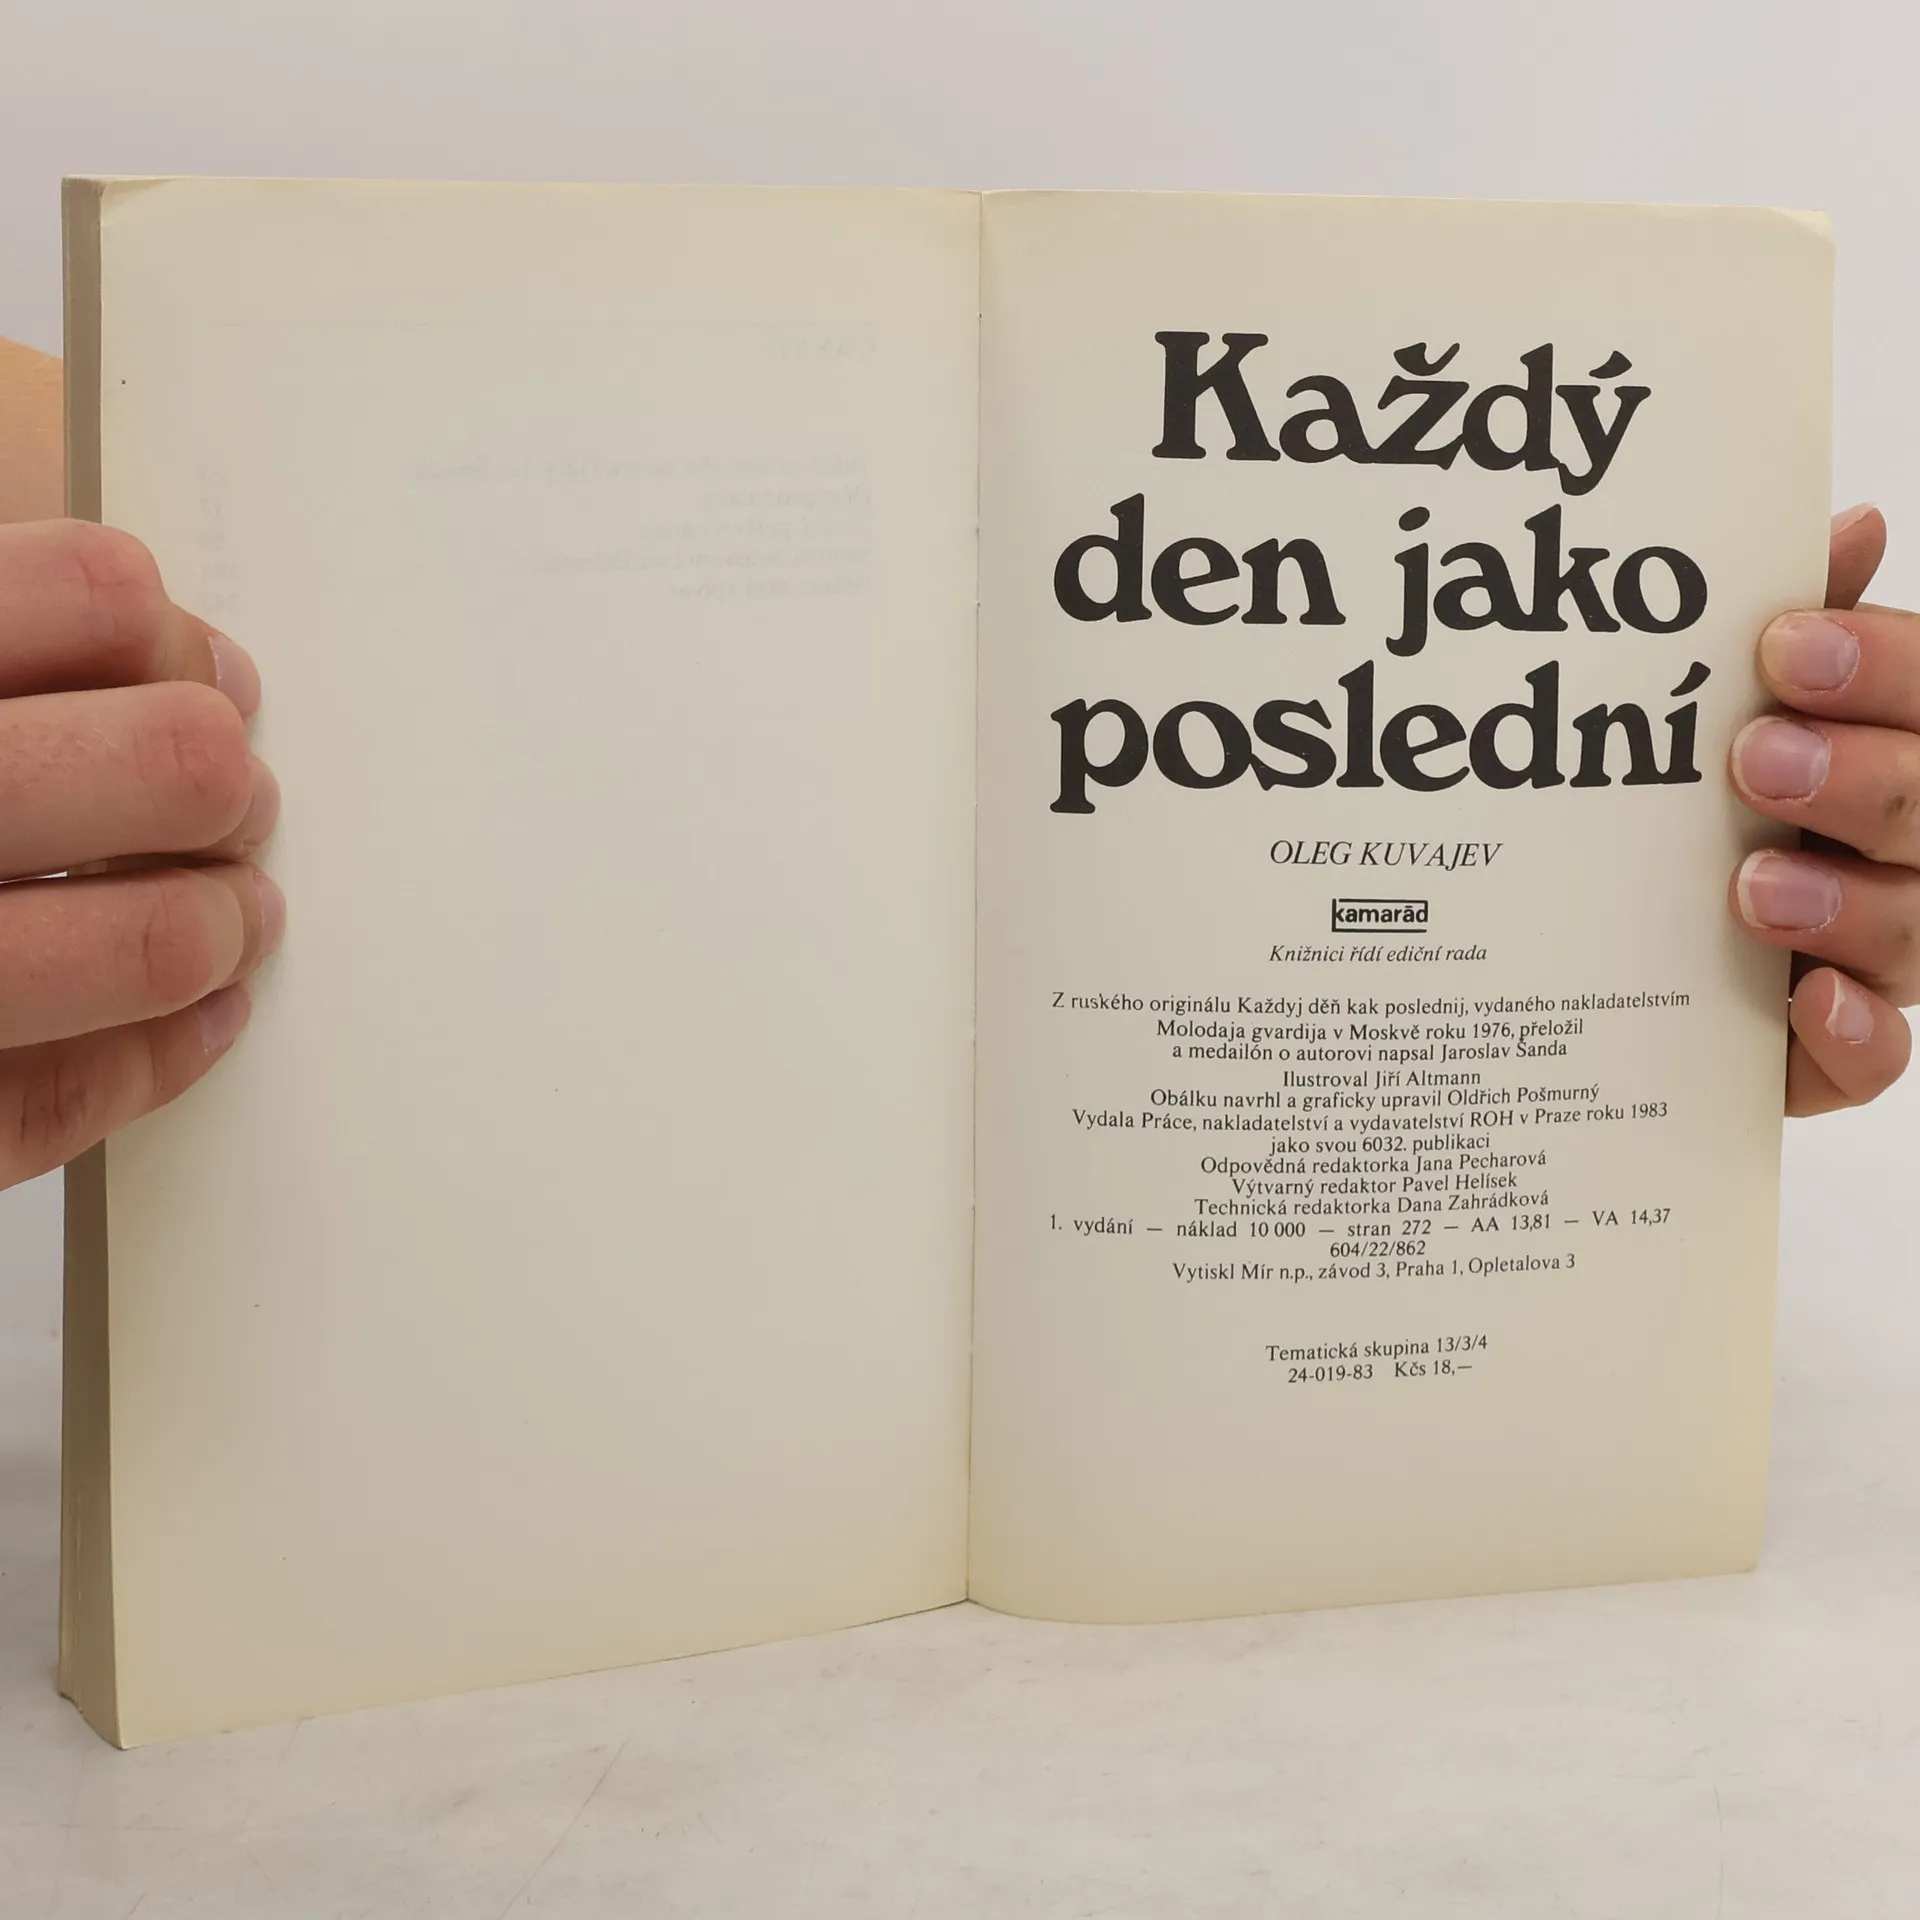 Každý
den jako
poslední
OLEG KUVAJEV
kamarád
Knižnici řídí ediční rada
Z ruského originálu Každyj děň kak poslednij, vydaného nakladatelstvím
Molodaja gvardija v Moskvě roku 1976, přeložil
a medailón o autorovi napsal Jaroslav Šanda
Ilustroval Jiří Altmann
Obálku navrhl a graficky upravil Oldřich Pošmurný
Vydala Práce, nakladatelství a vydavatelství ROH v Praze roku 1983
jako svou 6032. publikaci
Odpovědná redaktorka Jana Pecharová
Výtvarný redaktor Pavel Helísek
Technická redaktorka Dana Zahrádková
1. vydání — náklad 10 000 — stran 272 — AA 13,81 — VA 14,37
604/22/862
Vytiskl Mír n.p., závod 3, Praha 1, Opletalova 3
Tematická skupina 13/3/4
24-019-83 Kčs 18,—